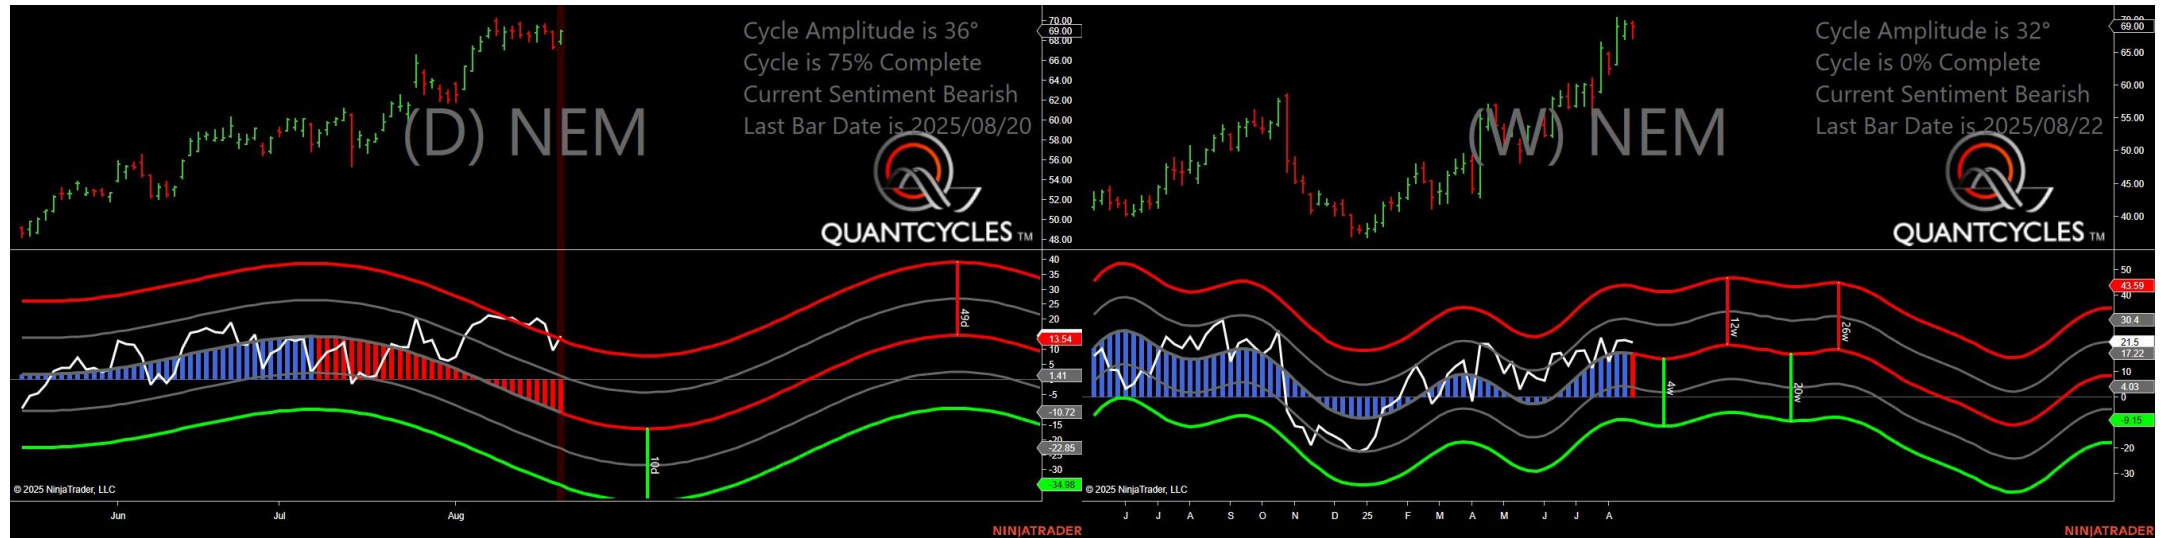 Cycle Amplitude is 36°
Cycle is 75% Complete
Current Sentiment Bearish
Last Bar Date is 2025/08/20
(D) NEM
QUANTCYCLES TM
70.00
69.00
68.00
66.00
64.00
62.00
60.00
58.00
56.00
54.00
52.00
50.00
48.00
40
35
30
25
20
13.54
10
5
1.41
-5
-10.72
-15
-20
-22.85
-25
-30
-34.98
49d
10d
© 2025 NinjaTrader, LLC
Jun
Jul
Aug
NINJATRADER
Cycle Amplitude is 32°
Cycle is 0% Complete
Current Sentiment Bearish
Last Bar Date is 2025/08/22
(W) NEM
QUANTCYCLES TM
70.00
69.00
65.00
60.00
55.00
50.00
45.00
40.00
50
43.59
40
30.4
21.5
17.22
10
4.03
0
-9.15
-20
-30
4w
12w
20w
26w
© 2025 NinjaTrader, LLC
J
J
A
S
O
N
D
25
F
M
A
M
J
J
A
NINJATRADER